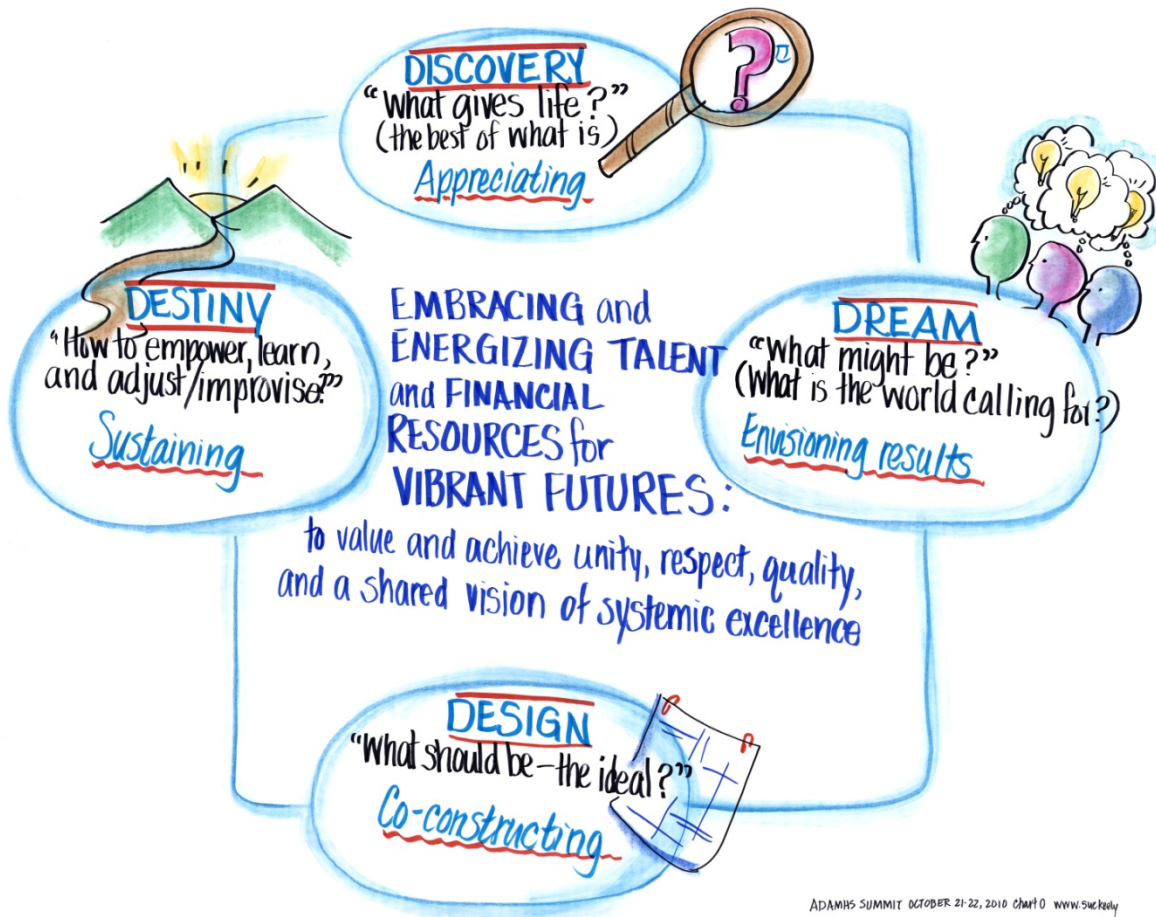 DISCOVERY
"What gives life?"
(the best of what is)
Appreciating
?
DESTINY
"How to empower, learn,
and adjust/improvise?"
Sustaining
EMBRACING and
ENERGIZING TALENT
and FINANCIAL
RESOURCES for
VIBRANT FUTURES:
to value and achieve unity, respect, quality,
and a shared vision of systemic excellence
DREAM
"What might be?"
(What is the world calling for?)
Envisioning results
DESIGN
"What should be—the ideal?"
Co-constructing
ADAMHS SUMMIT OCTOBER 21-22, 2010 Chart 0